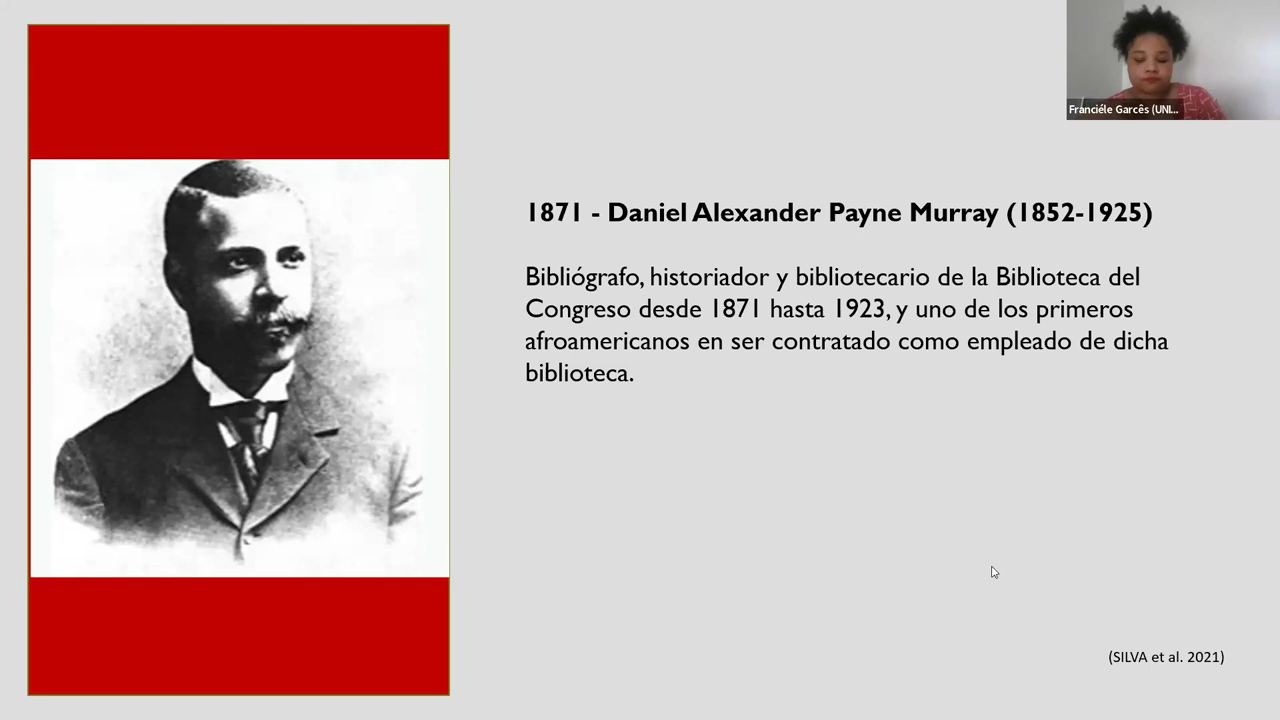 Franciéle Garcês (UNI...
1871 - Daniel Alexander Payne Murray (1852-1925)
Bibliógrafo, historiador y bibliotecario de la Biblioteca del
Congreso desde 1871 hasta 1923, y uno de los primeros
afroamericanos en ser contratado como empleado de dicha
biblioteca.
(SILVA et al. 2021)